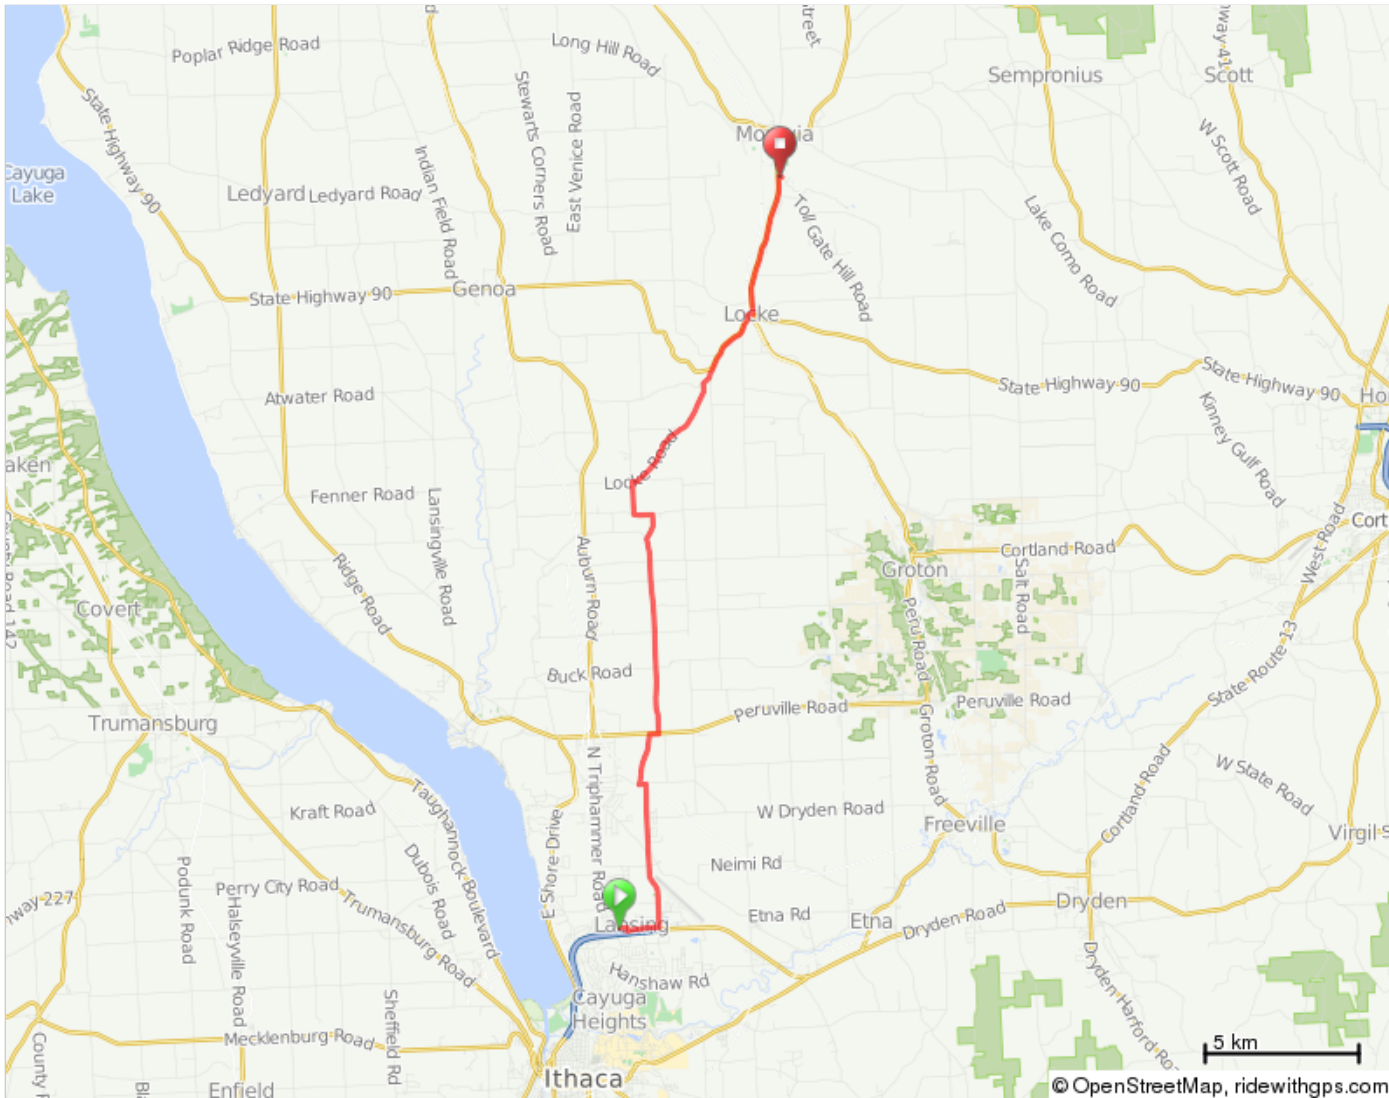 Poplar Ridge Road
Long Hill Road
Street
Sempronius
Scott
State Highway 90
Stewarts Corners Road
East Venice Road
W Scott Road
Cayuga
Lake
Ledyard
Ledyard Road
Indian Field Road
Toll Gate Hill Road
Lake Como Road
State Highway 90
Genoa
Locke
State Highway 90
State Highway 90
Atwater Road
Kinney Gulf Road
Locke Road
Fenner Road
Lansingville Road
West Road
Cortland Road
Auburn Road
Groton
Salt Road
Ridge Road
Covert
Peru Road
Buck Road
State Route 13
Peruville Road
Peruville Road
Trumansburg
Groton Road
N Triphammer Road
W State Road
Kraft Road
Taughannock Boulevard
W Dryden Road
Cortland Road
Freeville
E Shore Drive
Dubois Road
Neimi Rd
Podunk Road
Perry City Road
Halseyville Road
Trumansburg Road
Lansing
Etna Rd
Etna
Dryden Road
Dryden
Hanshaw Rd
Cayuga
Heights
Sheffield Rd
Dryden Harford Roa
Mecklenburg Road
Ithaca
Enfield
5 km
© OpenStreetMap, ridewithgps.com